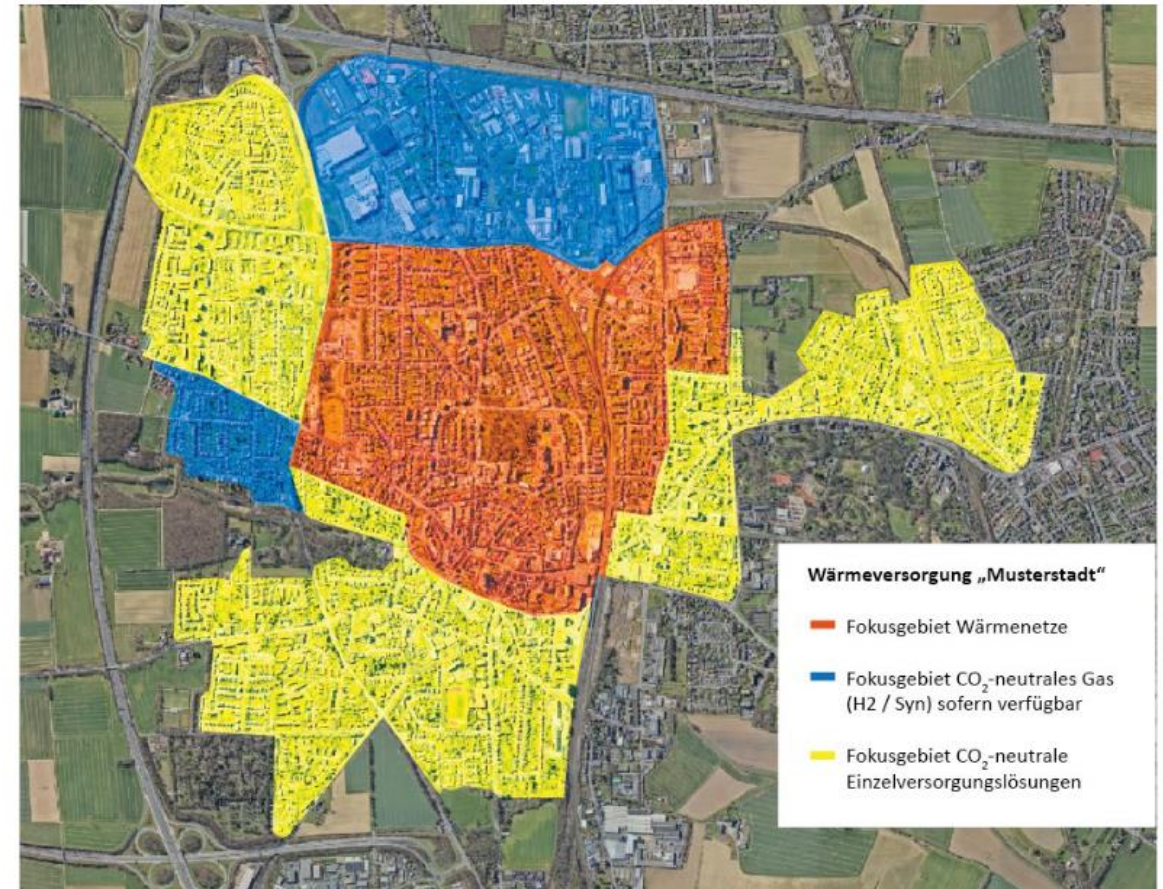 Wärmeversorgung „Musterstadt“
Fokusgebiet Wärmenetze
Fokusgebiet CO₂-neutrales Gas
(H2 / Syn) sofern verfügbar
Fokusgebiet CO₂-neutrale
Einzelversorgungslösungen